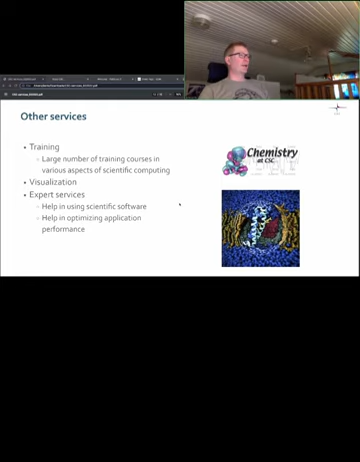 Other services
Training
Large number of training courses in
various aspects of scientific computing
Visualization
Expert services
Help in using scientific software
Help in optimizing application
performance
Chemistry
at CSC